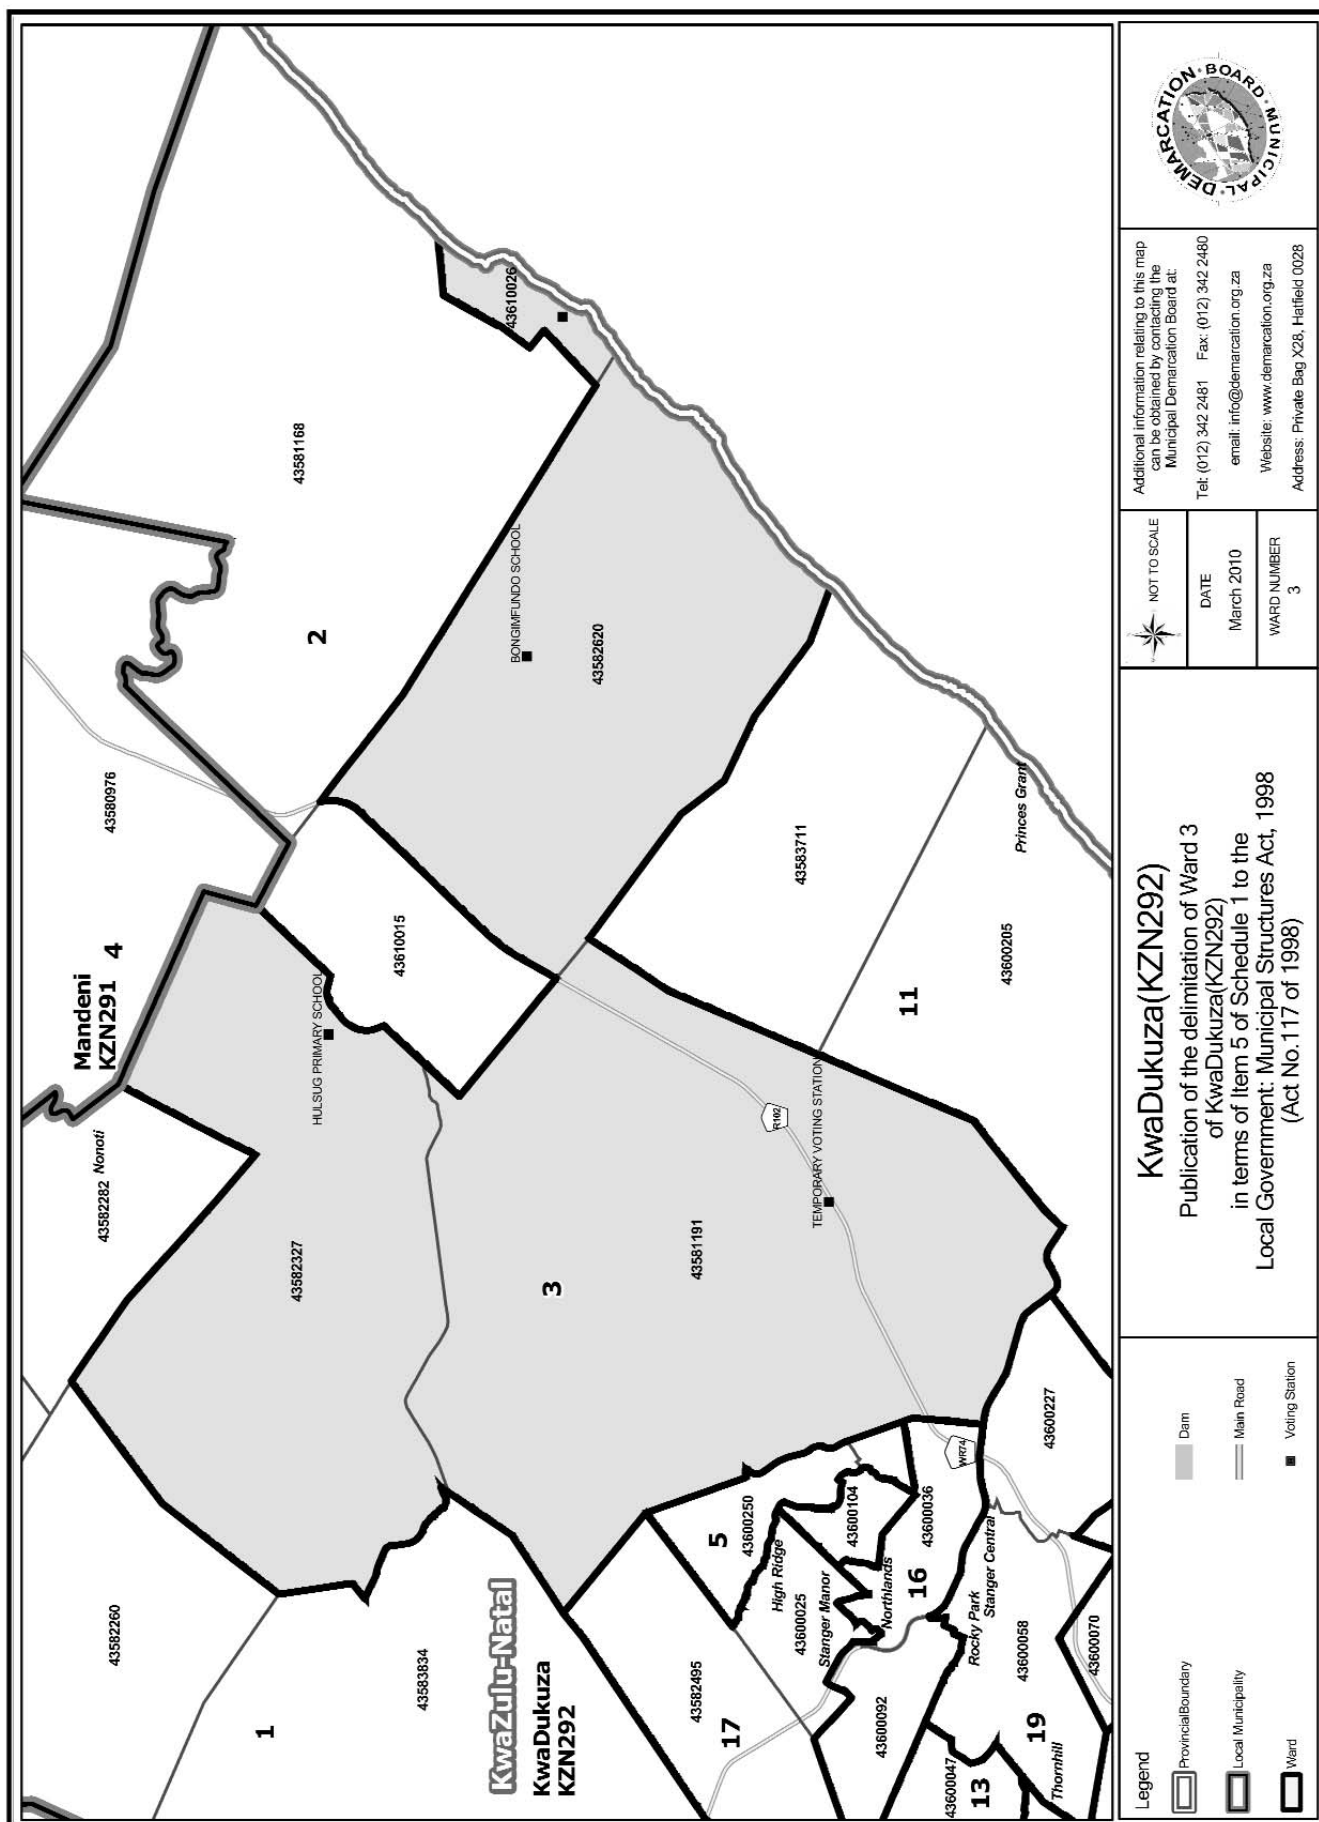 43580976
Mandeni
KZN291
4
43582282
Nonoti
43581168
2
43610026
HULSUG PRIMARY SCHOOL
43610015
BONGIMFUNDO SCHOOL
43582620
43582260
1
43582327
43583834
3
43581191
R102
TEMPORARY VOTING STATION
43583711
Princes Grant
11
43600205
KwaZulu-Natal
KwaDukuza
KZN292
43582495
17
5
43600250
High Ridge
43600025
Stanger Manor
43600104
Northlands
16
43600036
WR74
43600092
Rocky Park
Stanger Central
43600058
43600227
43600047
13
19
Thornhill
43600070
Legend
ProvincialBoundary
Local Municipality
Ward
Dam
Main Road
Voting Station
KwaDukuza(KZN292)
Publication of the delimitation of Ward 3
of KwaDukuza(KZN292)
in terms of Item 5 of Schedule 1 to the
Local Government: Municipal Structures Act, 1998
(Act No.117 of 1998)
NOT TO SCALE
DATE
March 2010
WARD NUMBER
3
Additional information relating to this map
can be obtained by contacting the
Municipal Demarcation Board at:
Tel: (012) 342 2481 Fax: (012) 342 2480
email: info@demarcation.org.za
Website: www.demarcation.org.za
Address: Private Bag X28, Hatfield 0028
MUNICIPAL DEMARCATION BOARD